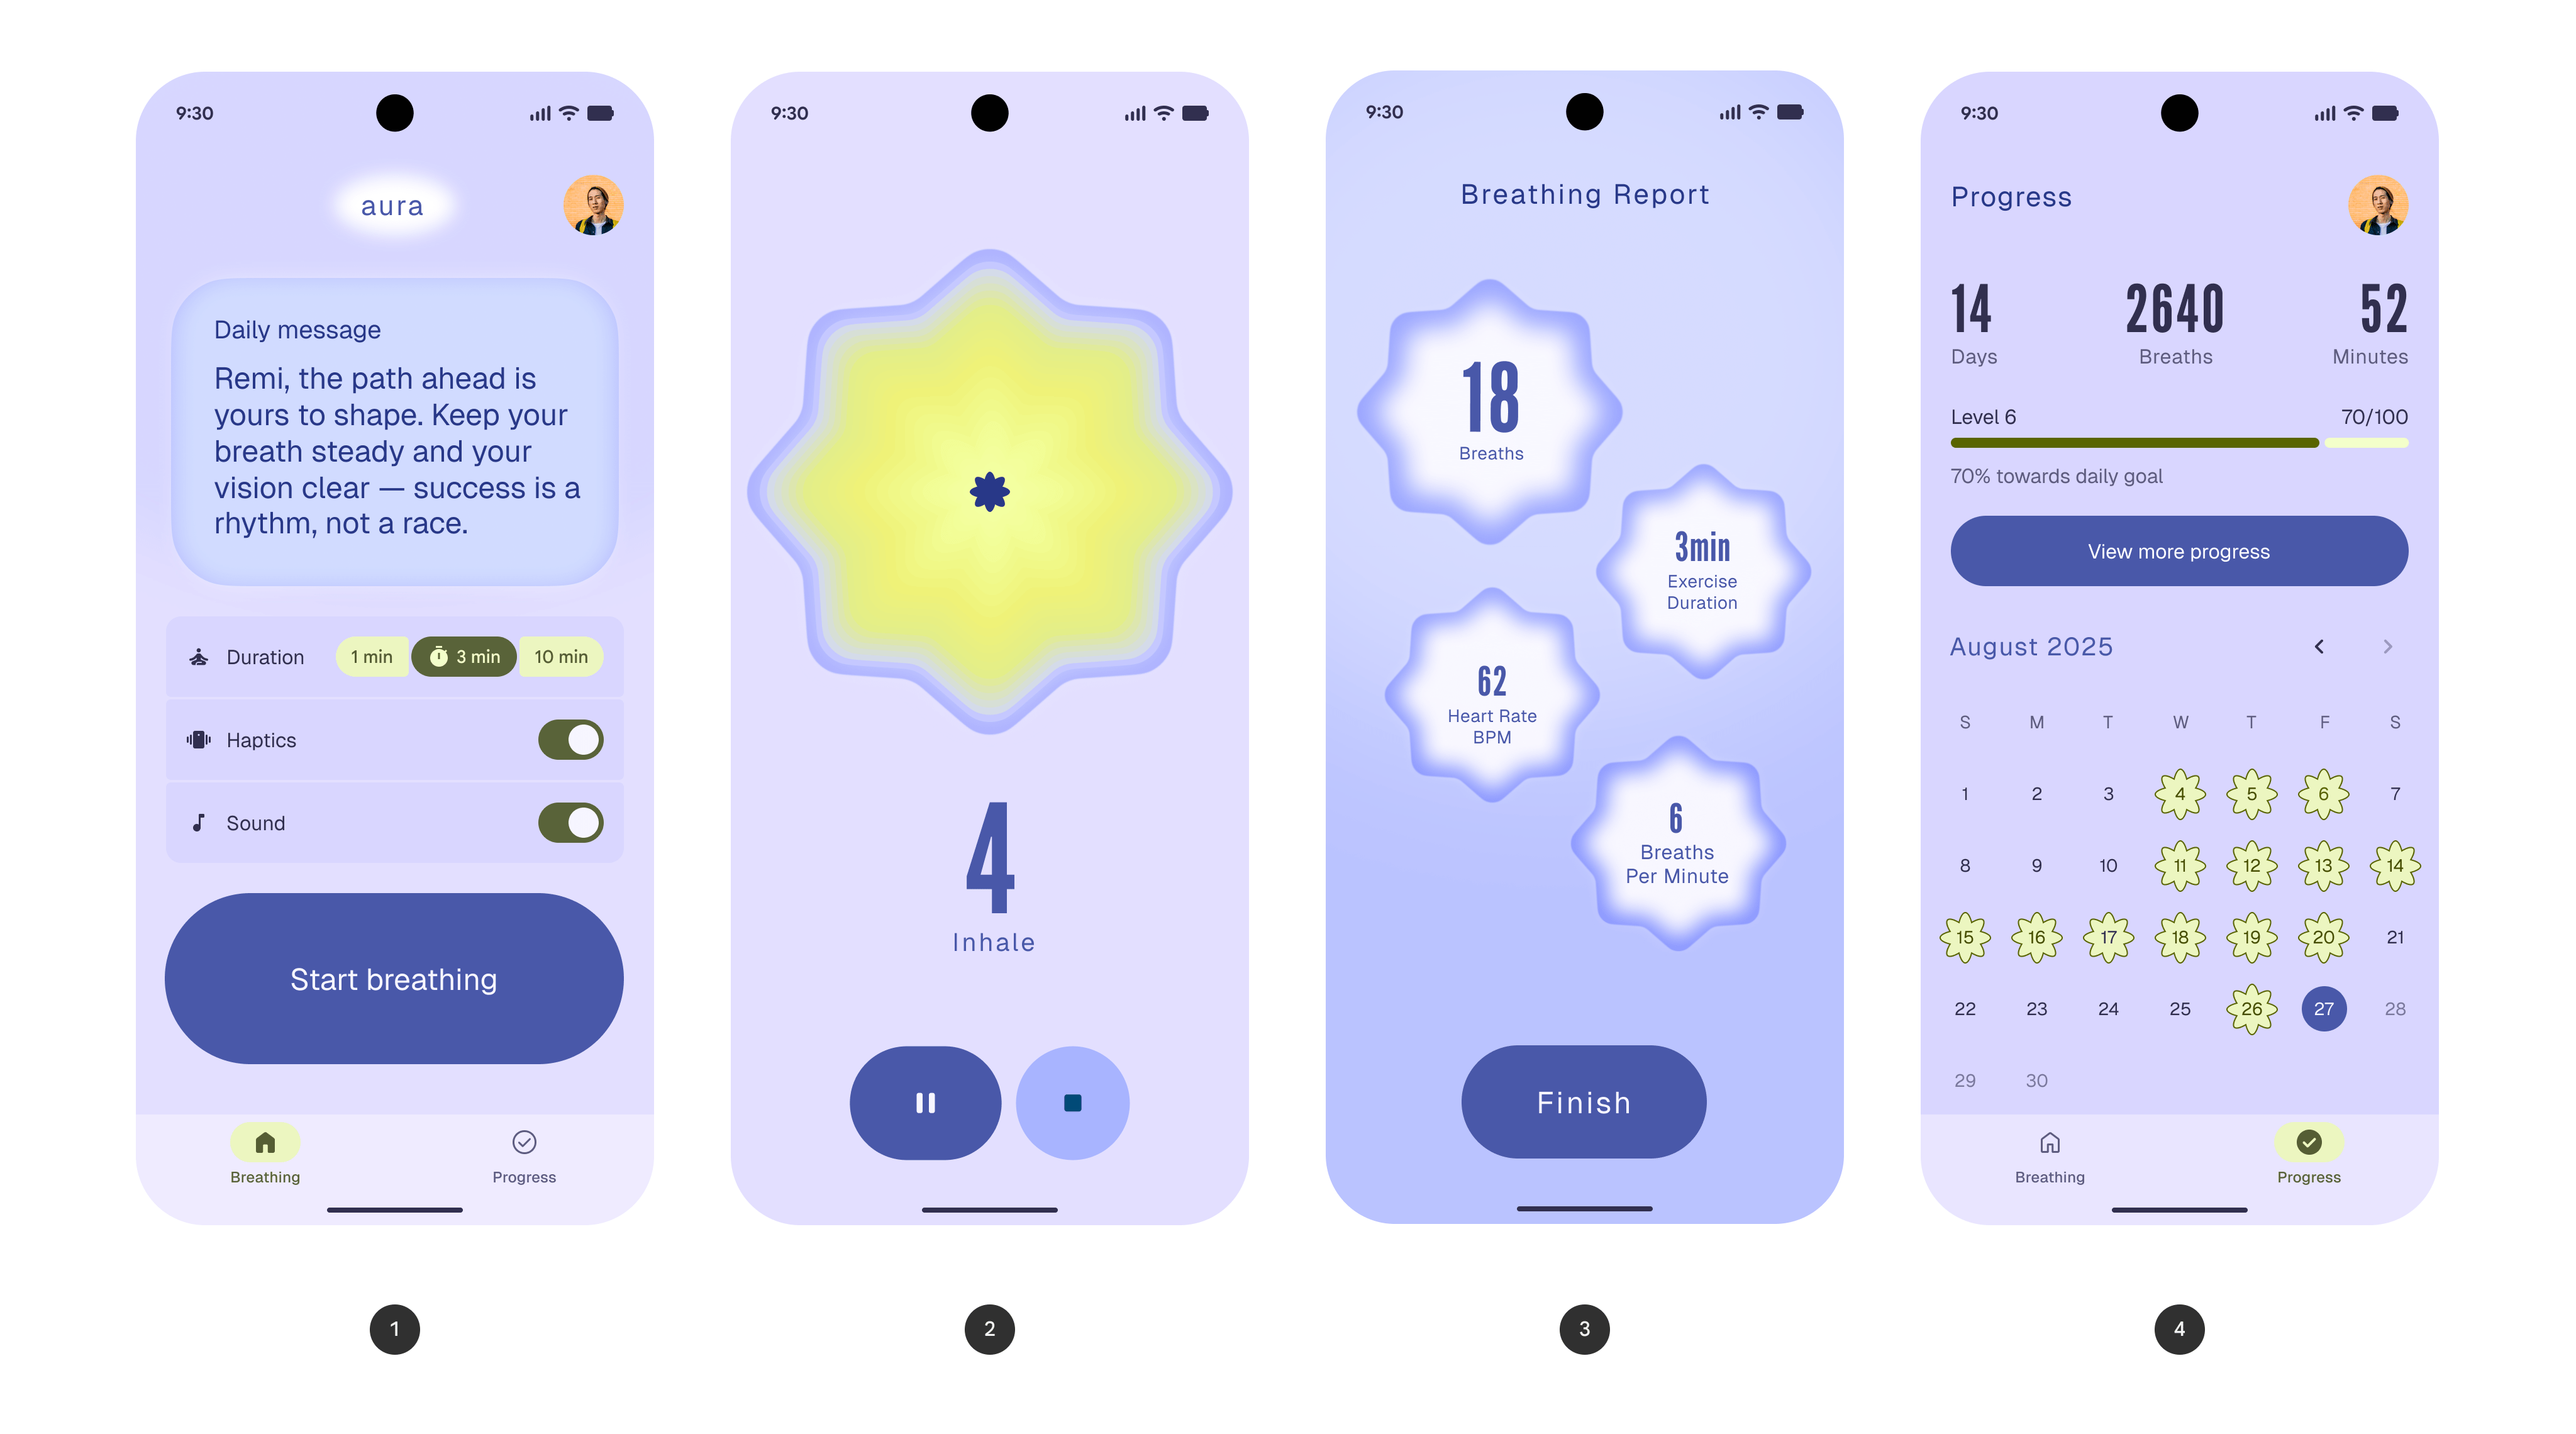 9:30
aura
Daily message
Remi, the path ahead is
yours to shape. Keep your
breath steady and your
vision clear — success is a
rhythm, not a race.
Duration 1 min 3 min 10 min
Haptics
Sound
Start breathing
Breathing Progress
1
9:30
4
Inhale
2
9:30
Breathing Report
18
Breaths
3min
Exercise
Duration
62
Heart Rate
BPM
6
Breaths
Per Minute
Finish
3
9:30
Progress
14 2640 52
Days Breaths Minutes
Level 6 70/100
70% towards daily goal
View more progress
August 2025
S M T W T F S
1 2 3 4 5 6 7
8 9 10 11 12 13 14
15 16 17 18 19 20 21
22 23 24 25 26 27 28
29 30
Breathing Progress
4